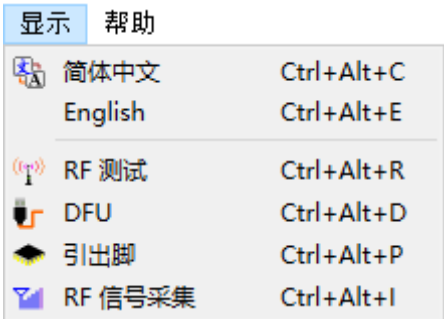 显示 帮助
简体中文 Ctrl+Alt+C
English Ctrl+Alt+E
RF 测试 Ctrl+Alt+R
DFU Ctrl+Alt+D
引出脚 Ctrl+Alt+P
RF 信号采集 Ctrl+Alt+I